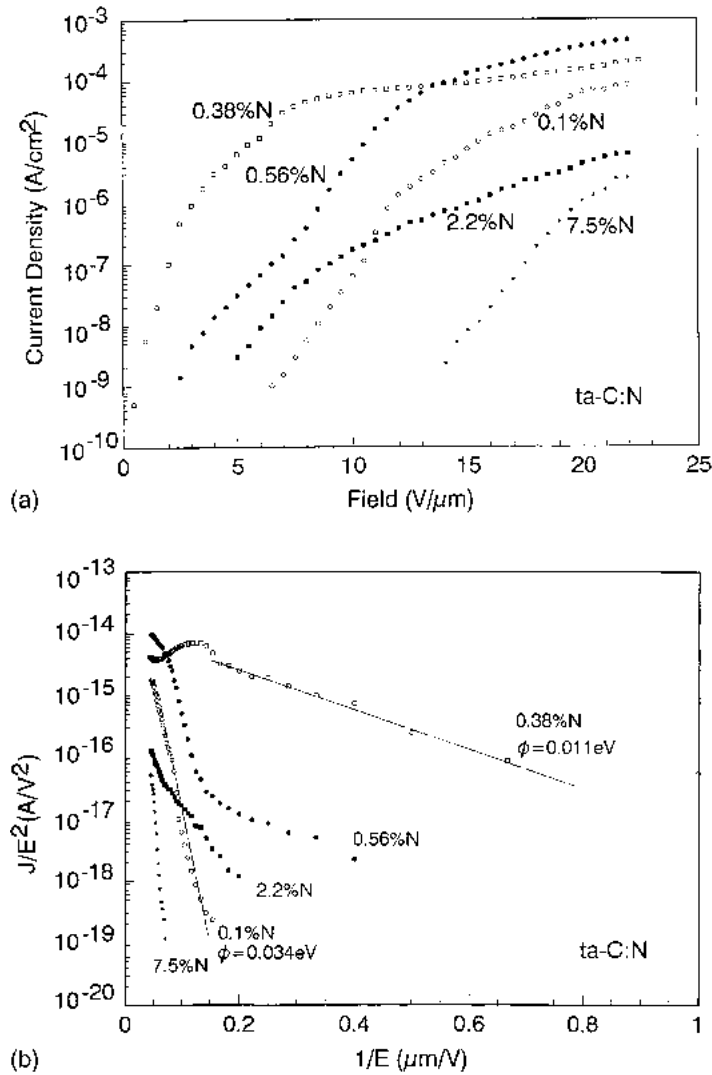 10⁻³
10⁻⁴
10⁻⁵
10⁻⁶
10⁻⁷
10⁻⁸
10⁻⁹
10⁻¹⁰
Current Density (A/cm²)
0.38%N
0.1%N
0.56%N
2.2%N
7.5%N
ta-C:N
0 5 10 15 20 25
Field (V/μm)
(a)
10⁻¹³
10⁻¹⁴
10⁻¹⁵
10⁻¹⁶
10⁻¹⁷
10⁻¹⁸
10⁻¹⁹
10⁻²⁰
J/E² (A/V²)
0.38%N
ϕ=0.011eV
0.56%N
2.2%N
0.1%N
ϕ=0.034eV
7.5%N
ta-C:N
0 0.2 0.4 0.6 0.8 1
1/E (μm/V)
(b)